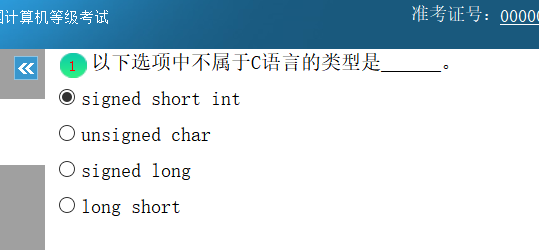 计算机等级考试
准考证号：0000
1 以下选项中不属于C语言的类型是______。
signed short int
unsigned char
signed long
long short